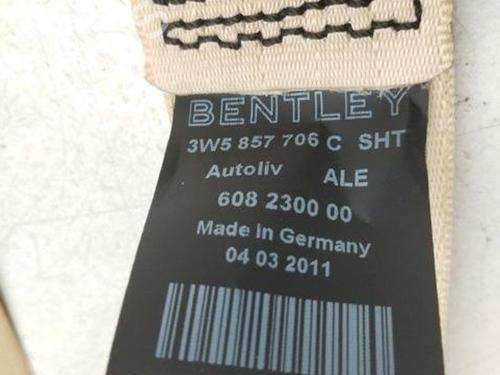 BENTLEY
3W5 857 706 C SHT
Autoliv ALE
608 2300 00
Made in Germany
04 03 2011